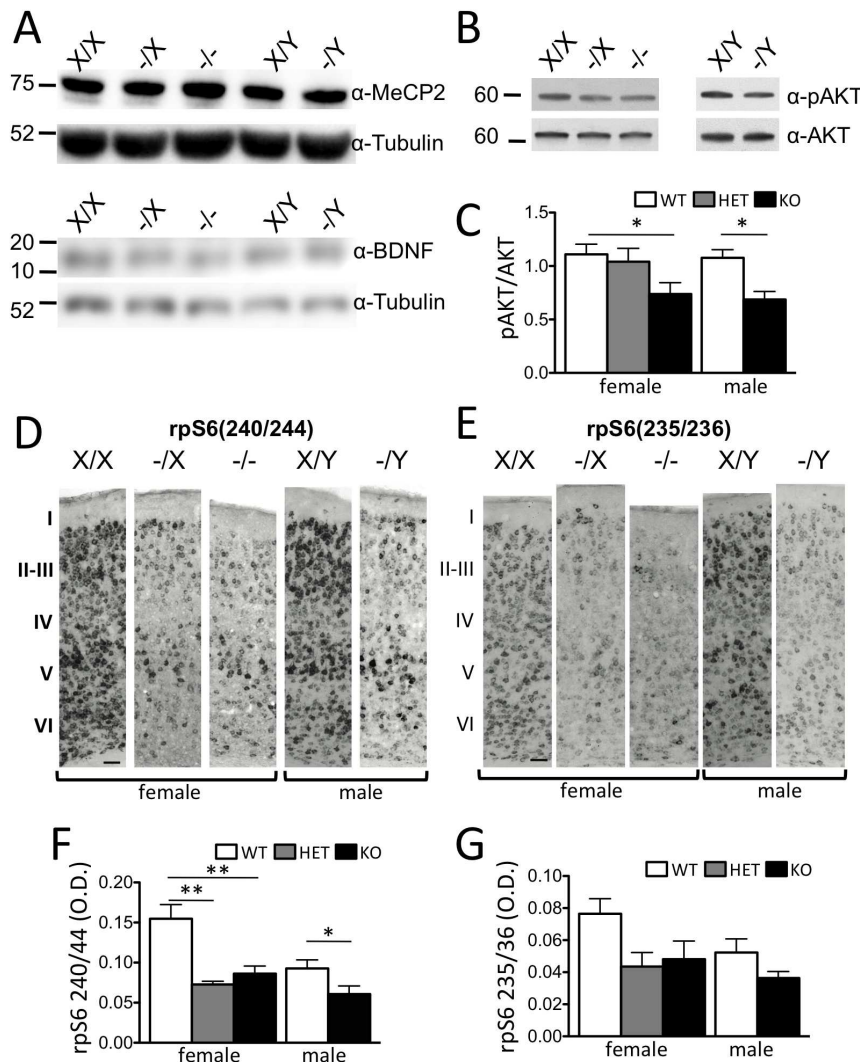 A
X/X -/X -/- X/Y -/Y
75
α-MeCP2
52
α-Tubulin
X/X -/X -/- X/Y -/Y
20
α-BDNF
10
52
α-Tubulin
B
X/X -/X -/- X/Y -/Y
60
α-pAKT
60
α-AKT
C
WT HET KO
pAKT/AKT
1.5
1.0
0.5
0.0
* *
female male
D
rpS6(240/244)
X/X -/X -/- X/Y -/Y
I
II-III
IV
V
VI
female male
E
rpS6(235/236)
X/X -/X -/- X/Y -/Y
I
II-III
IV
V
VI
female male
F
WT HET KO
rpS6 240/44 (O.D.)
0.20
0.15
0.10
0.05
0.00
**
**
*
female male
G
WT HET KO
rpS6 235/36 (O.D.)
0.10
0.08
0.06
0.04
0.02
0.00
female male